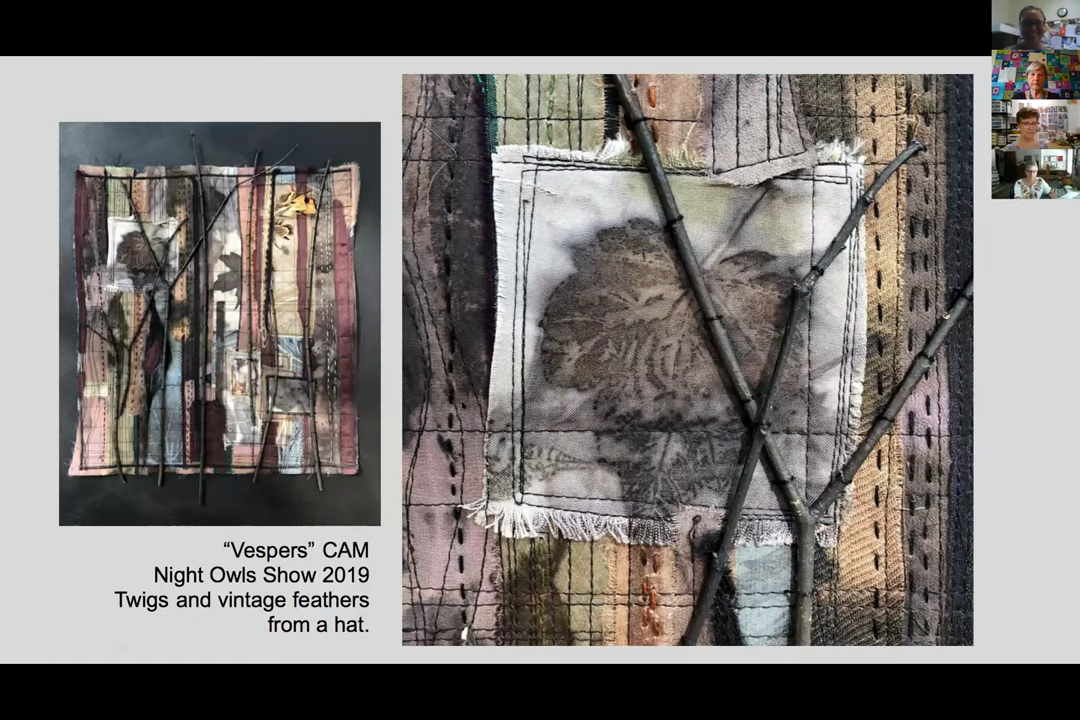 “Vespers” CAM
Night Owls Show 2019
Twigs and vintage feathers
from a hat.